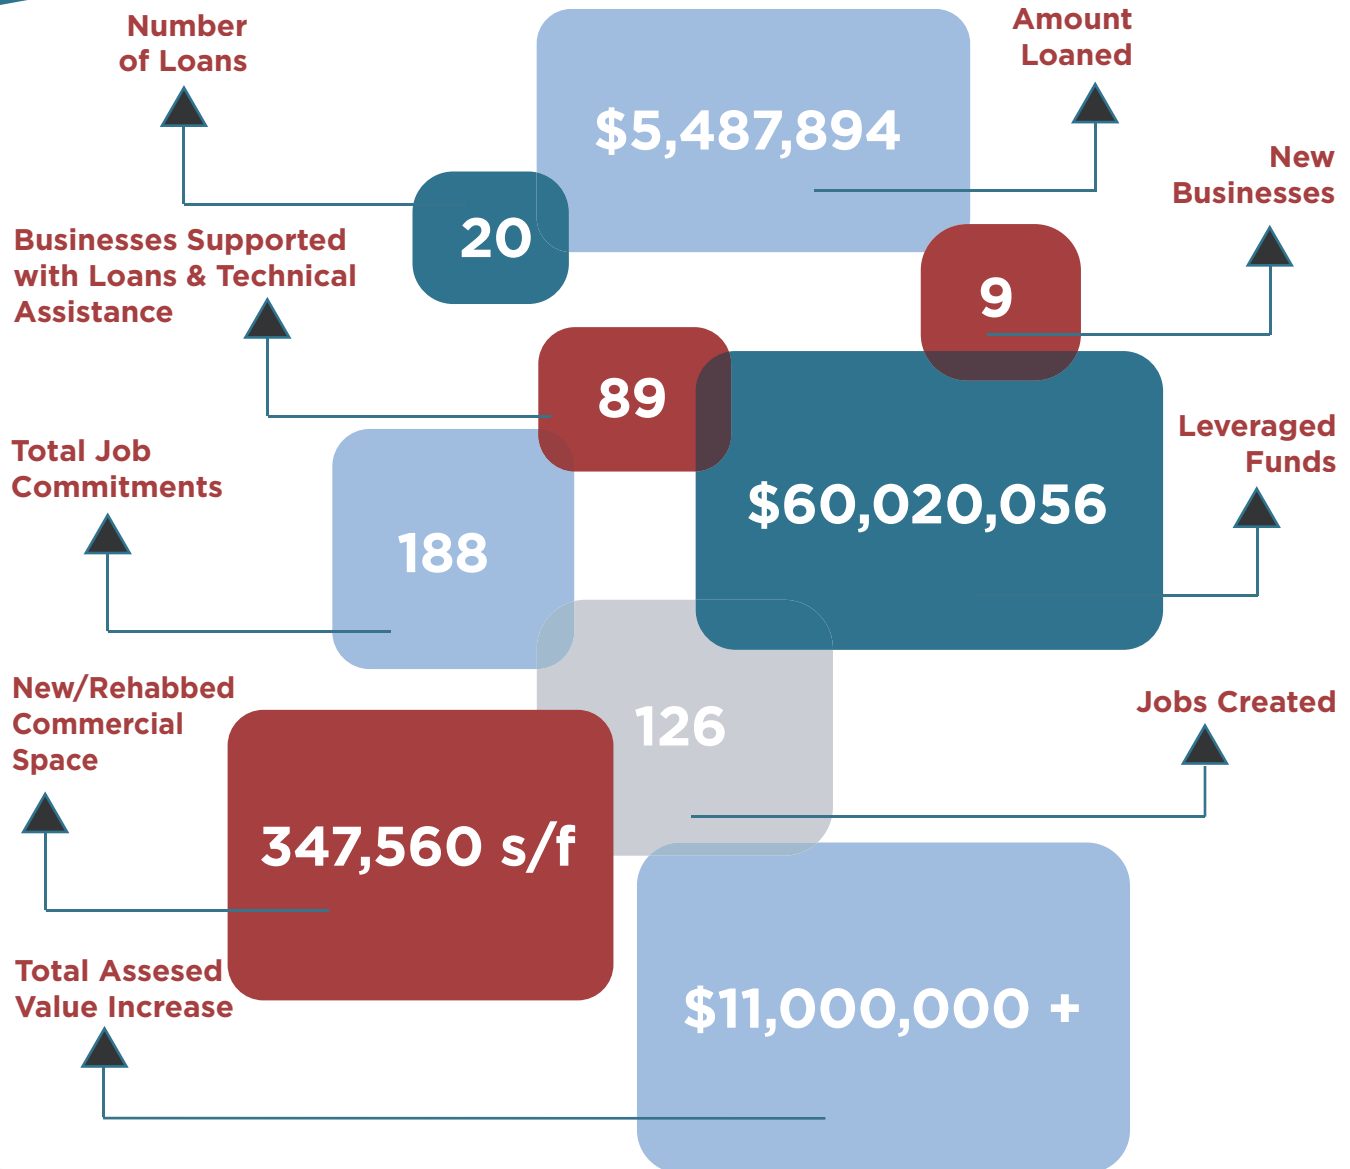 Number
of Loans
$5,487,894
Amount
Loaned
20
New
Businesses
9
Businesses Supported
with Loans & Technical
Assistance
89
Total Job
Commitments
188
Leveraged
Funds
$60,020,056
New/Rehabbed
Commercial
Space
347,560 s/f
126
Jobs Created
Total Assesed
Value Increase
$11,000,000 +